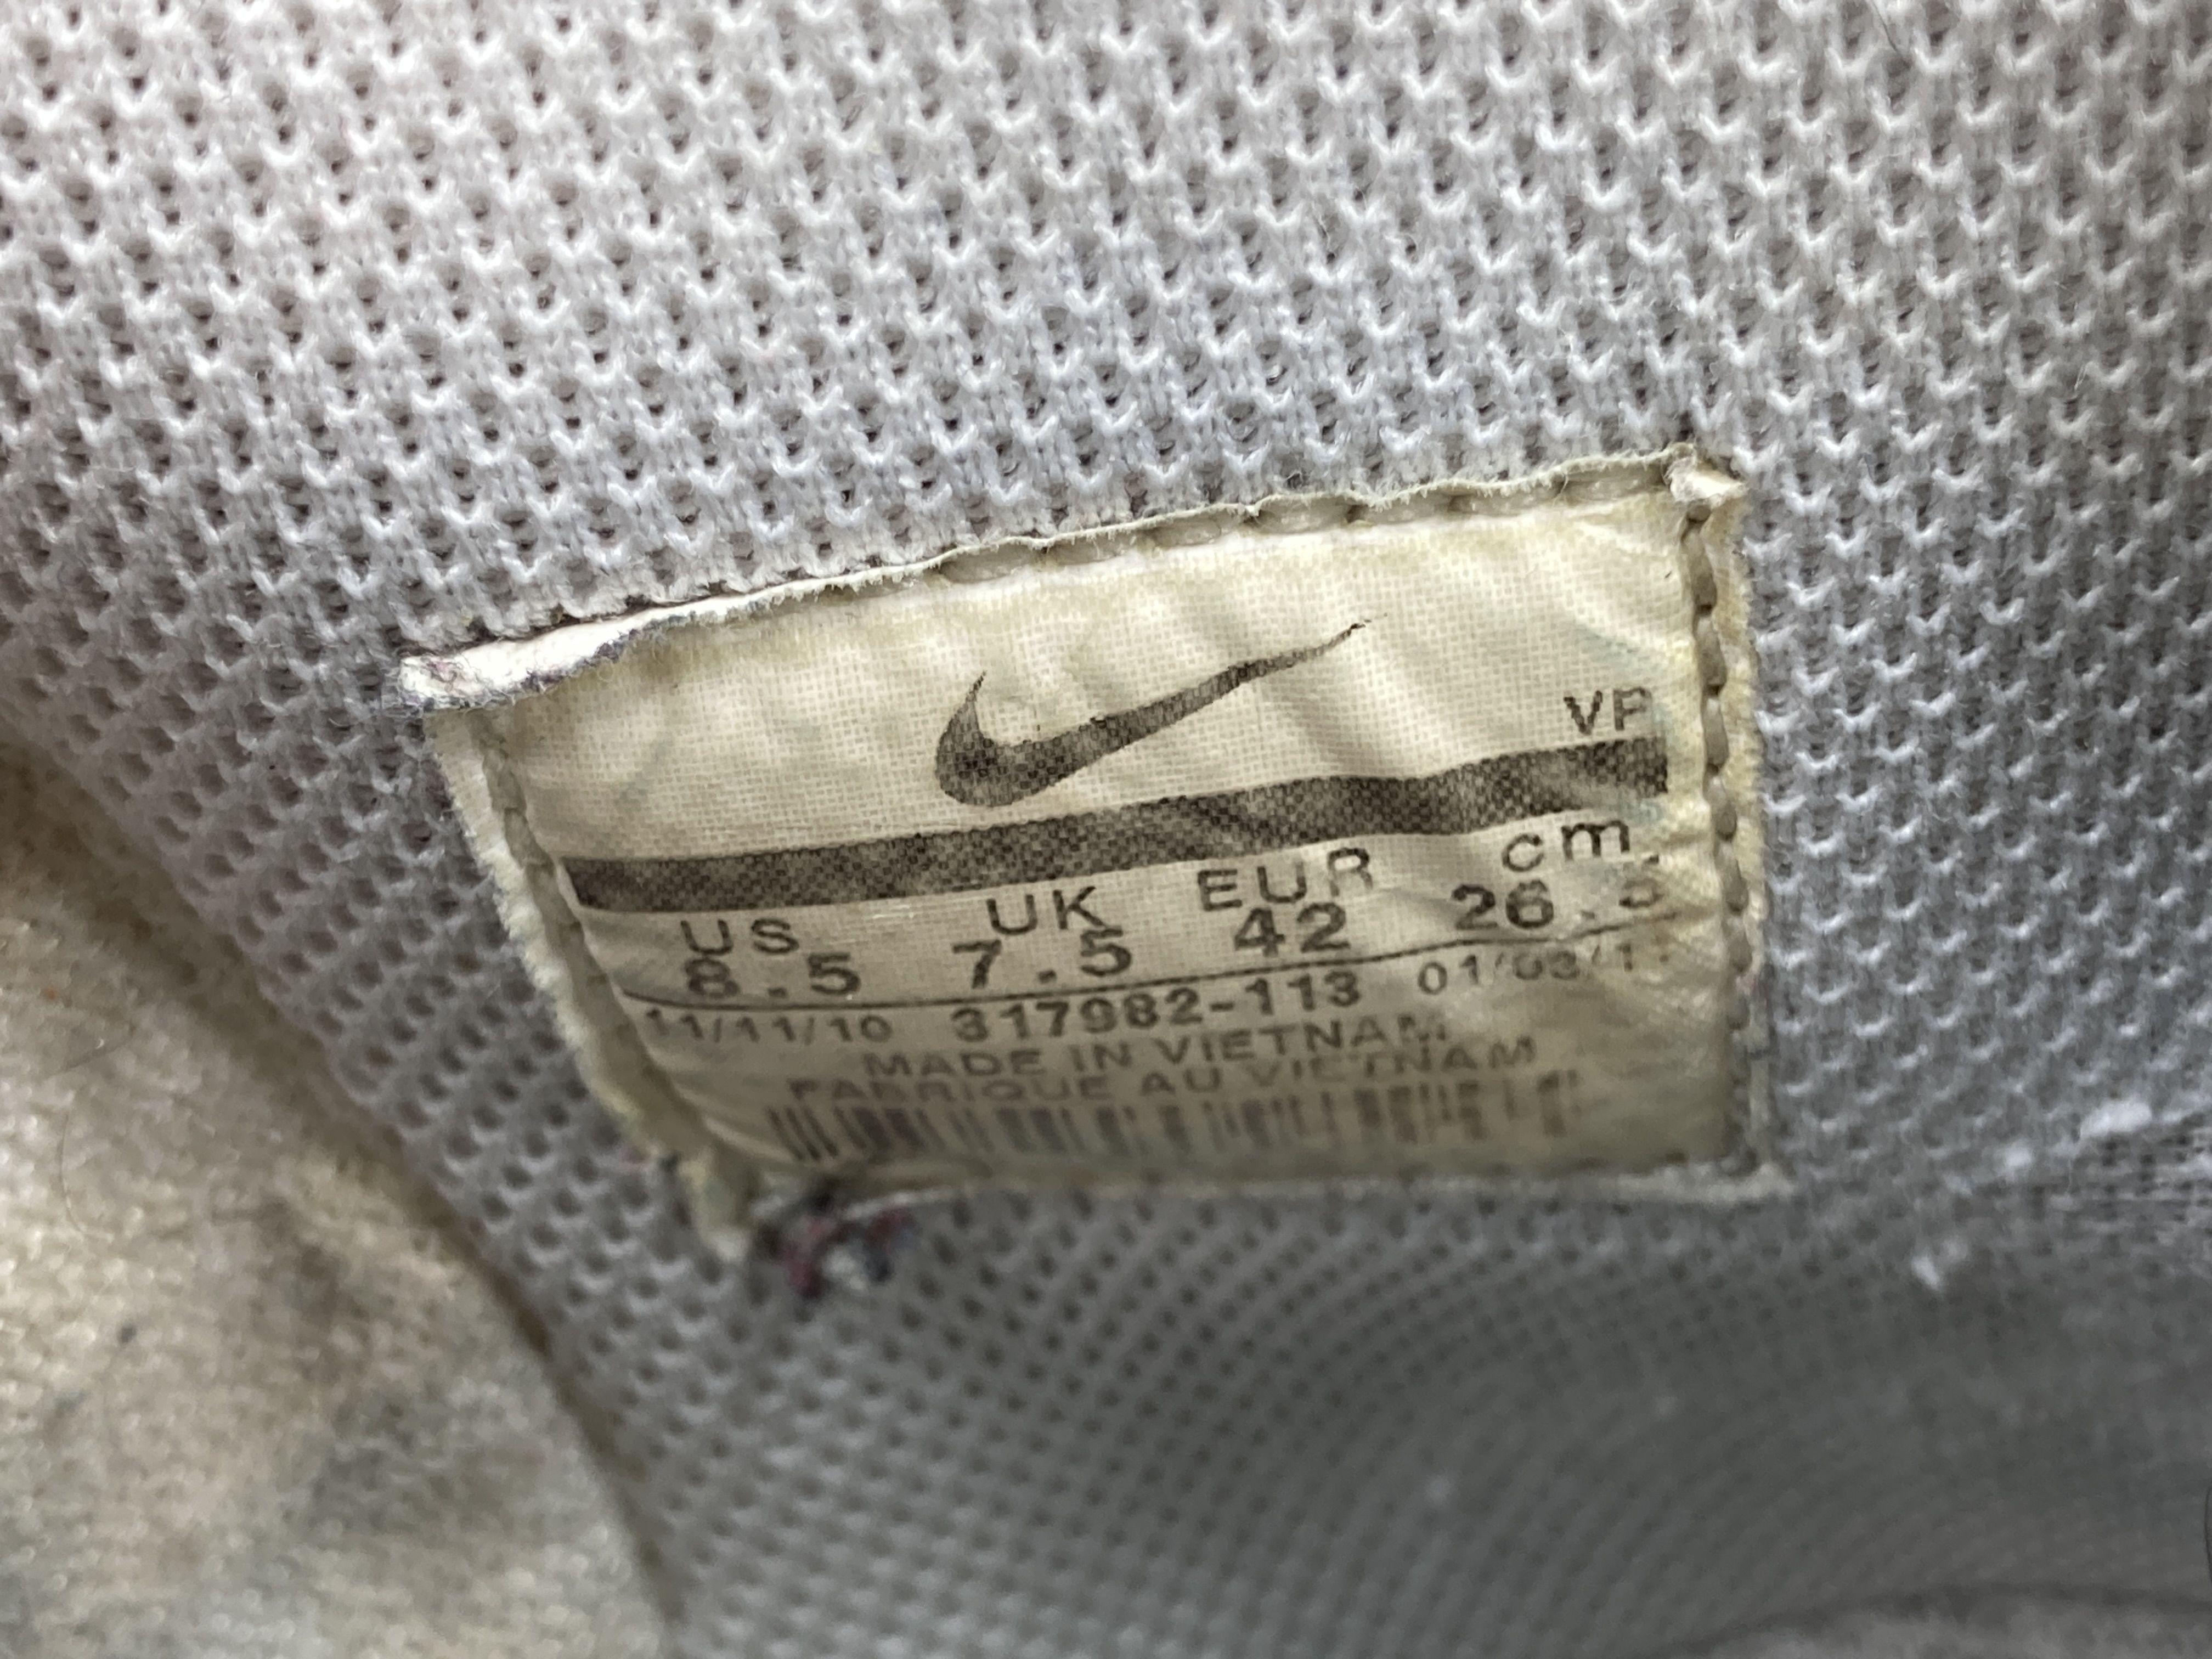 VP
US UK EUR cm.
8.5 7.5 42 26.5
11/11/10 317982-113
MADE IN VIETNAM
FABRIQUE AU VIETNAM